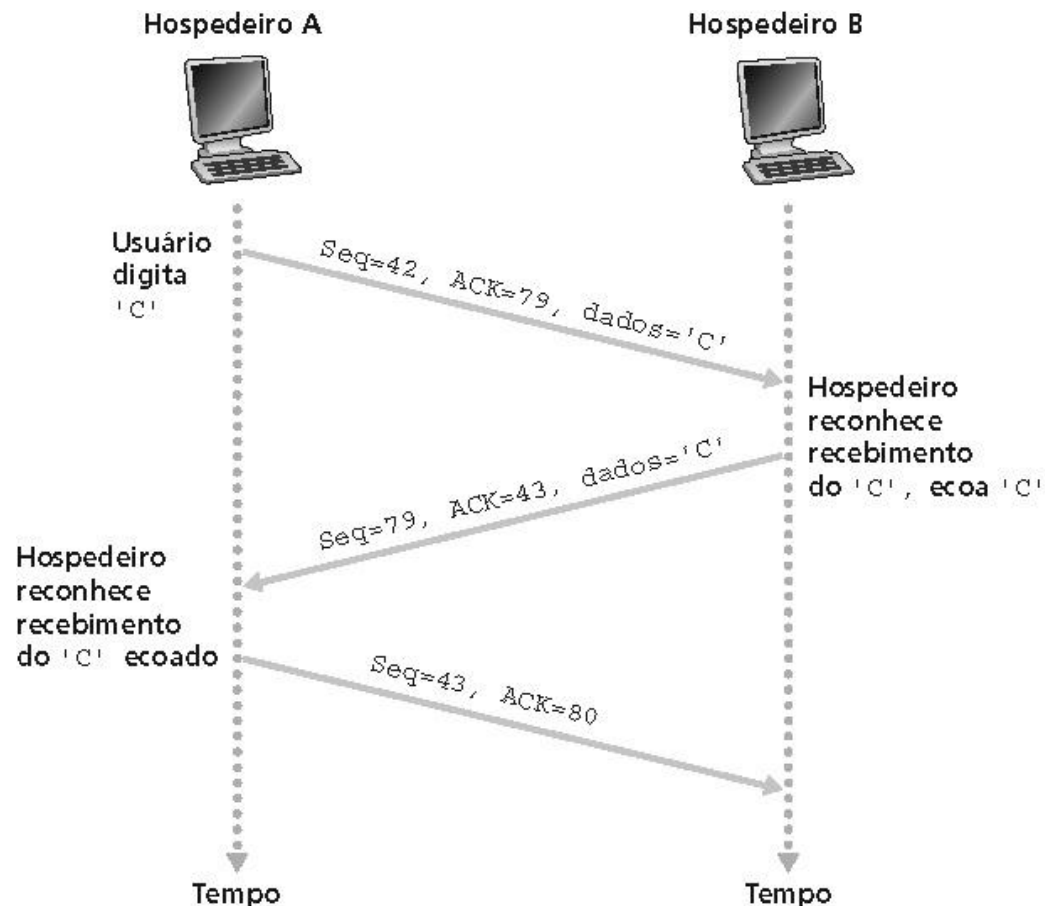 Hospedeiro A
Hospedeiro B
Usuário
digita
'C'
Seq=42, ACK=79, dados='C'
Hospedeiro
reconhece
recebimento
do 'C', ecoa 'C'
Seq=79, ACK=43, dados='C'
Hospedeiro
reconhece
recebimento
do 'C' ecoado
Seq=43, ACK=80
Tempo
Tempo